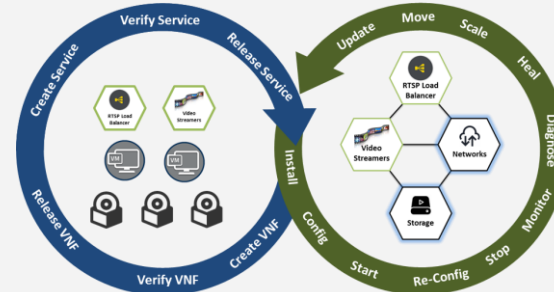 Verify Service
Release Service
Create VNF
Verify VNF
Release VNF
Create Service
RTSP Load
Balancer
Video
Streamers
VM
VM
Update
Move
Scale
Heal
Diagnose
Monitor
Stop
Re-Config
Start
Config
Install
RTSP Load
Balancer
Video
Streamers
Networks
Storage